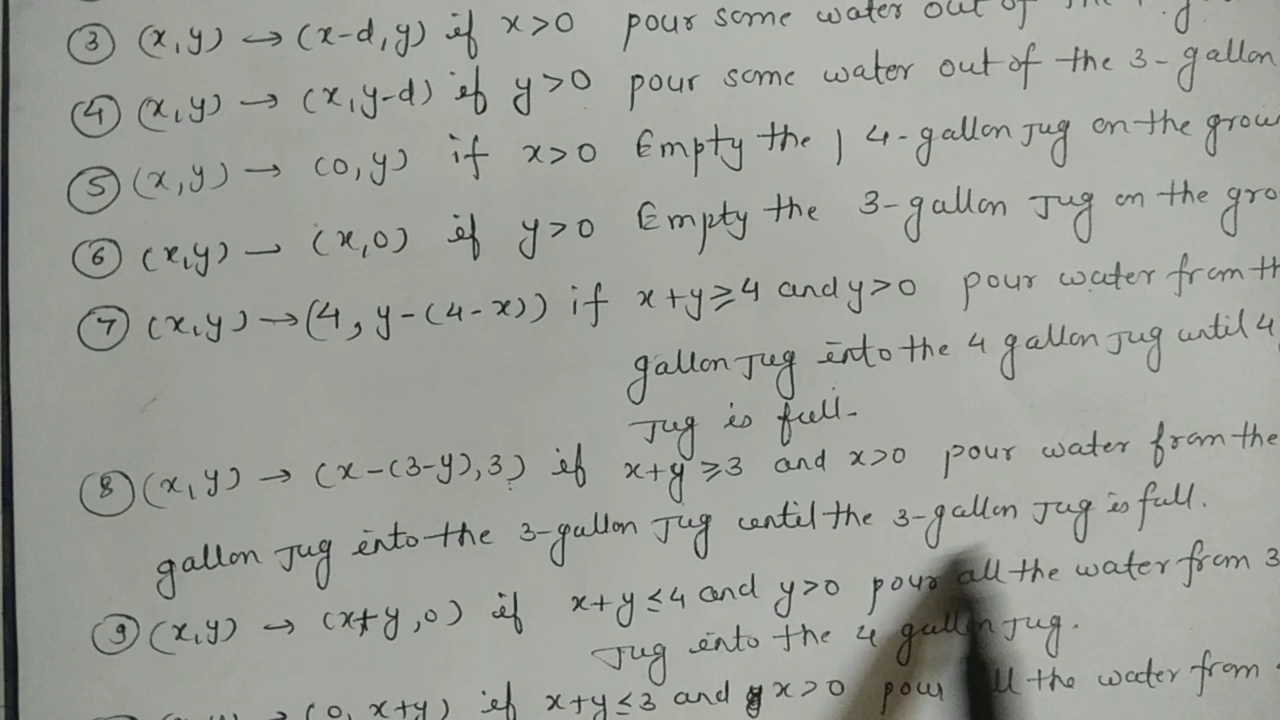 ③ (x,y) → (x-d,y) if x>0 pour some water out of
④ (x,y) → (x,y-d) if y>0 pour some water out of the 3-gallon
⑤ (x,y) → (0,y) if x>0 Empty the 4-gallon Jug on the
⑥ (x,y) → (x,0) if y>0 Empty the 3-gallon Jug on the
⑦ (x,y) → (4, y-(4-x)) if x+y≥4 and y>0 pour water from
gallon Jug into the 4 gallon Jug until 4
Jug is full.
⑧ (x,y) → (x-(3-y),3) if x+y≥3 and x>0 pour water from the
gallon Jug into the 3-gallon Jug until the 3-gallon Jug is full.
⑨ (x,y) → (x+y,0) if x+y≤4 and y>0 pour all the water from 3
Jug into the 4 gallon Jug.
→ (0, x+y) if x+y≤3 and x>0 pour the water from